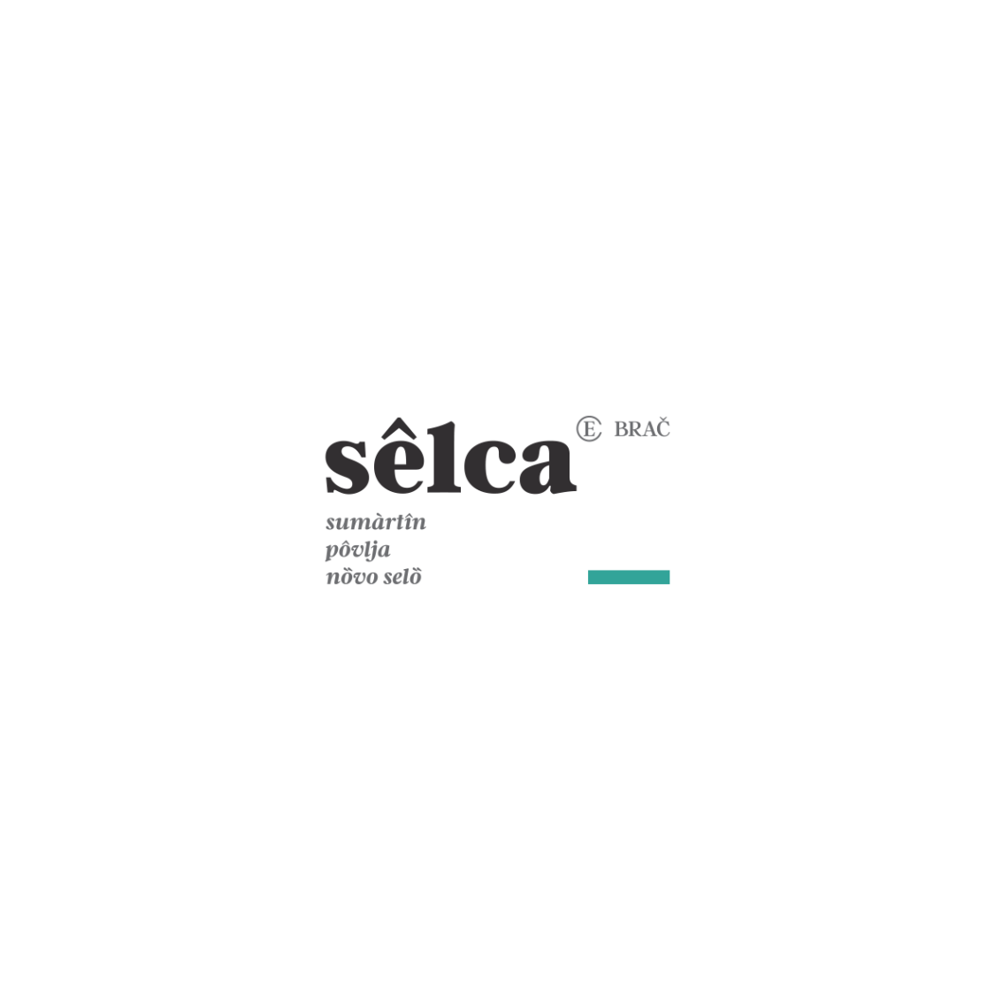 sêlca
Ⓔ BRAČ
sumàrtîn
pôvlja
nȍvo selȍ